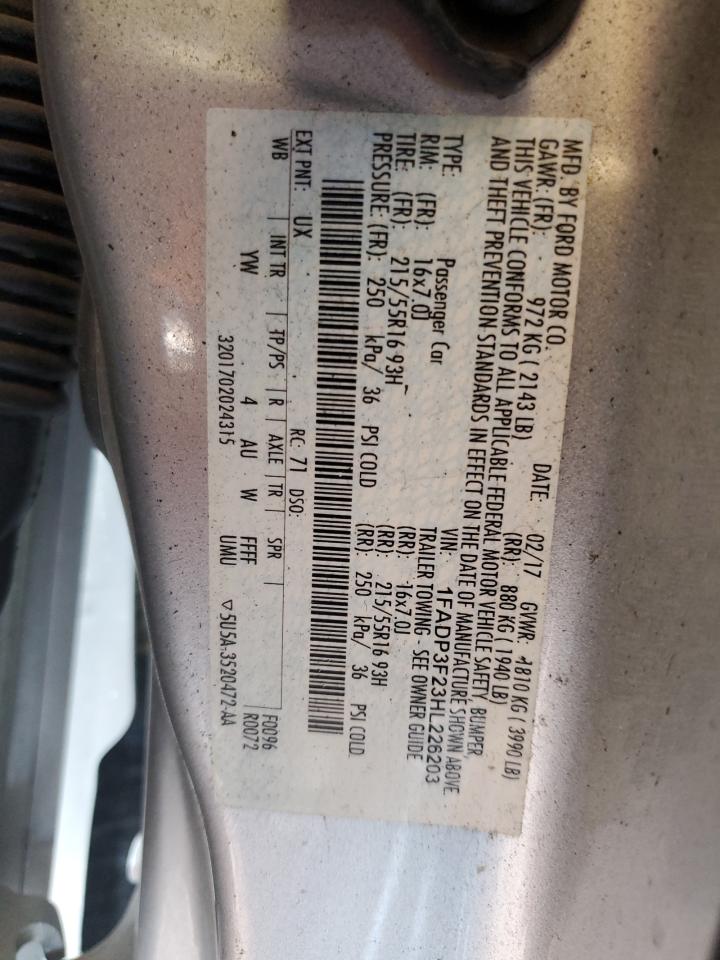 MFD. BY FORD MOTOR CO.
DATE: 02/17 GVWR: 1810 KG ( 3990 LB)
GAWR: (FR): 972 KG ( 2143 LB) (RR): 880 KG ( 1940 LB)
THIS VEHICLE CONFORMS TO ALL APPLICABLE FEDERAL MOTOR VEHICLE SAFETY, BUMPER,
AND THEFT PREVENTION STANDARDS IN EFFECT ON THE DATE OF MANUFACTURE SHOWN ABOVE.
VIN: 1FADP3F23HL226203
TYPE: Passenger Car TRAILER TOWING - SEE OWNER GUIDE
RIM: (FR): 16x7.0J (RR): 16x7.0J
TIRE: (FR): 215/55R16 93H (RR): 215/55R16 93H
PRESSURE: (FR): 250 kPa/ 36 PSI COLD (RR): 250 kPa/ 36 PSI COLD
EXT PNT: UX RC: 71 DSO:
WB INT TR TP/PS R AXLE TR SPR F0096
YW 4 AU W FFFF R0072
3201702024315 UMU ▽5U5A-3520472-AA